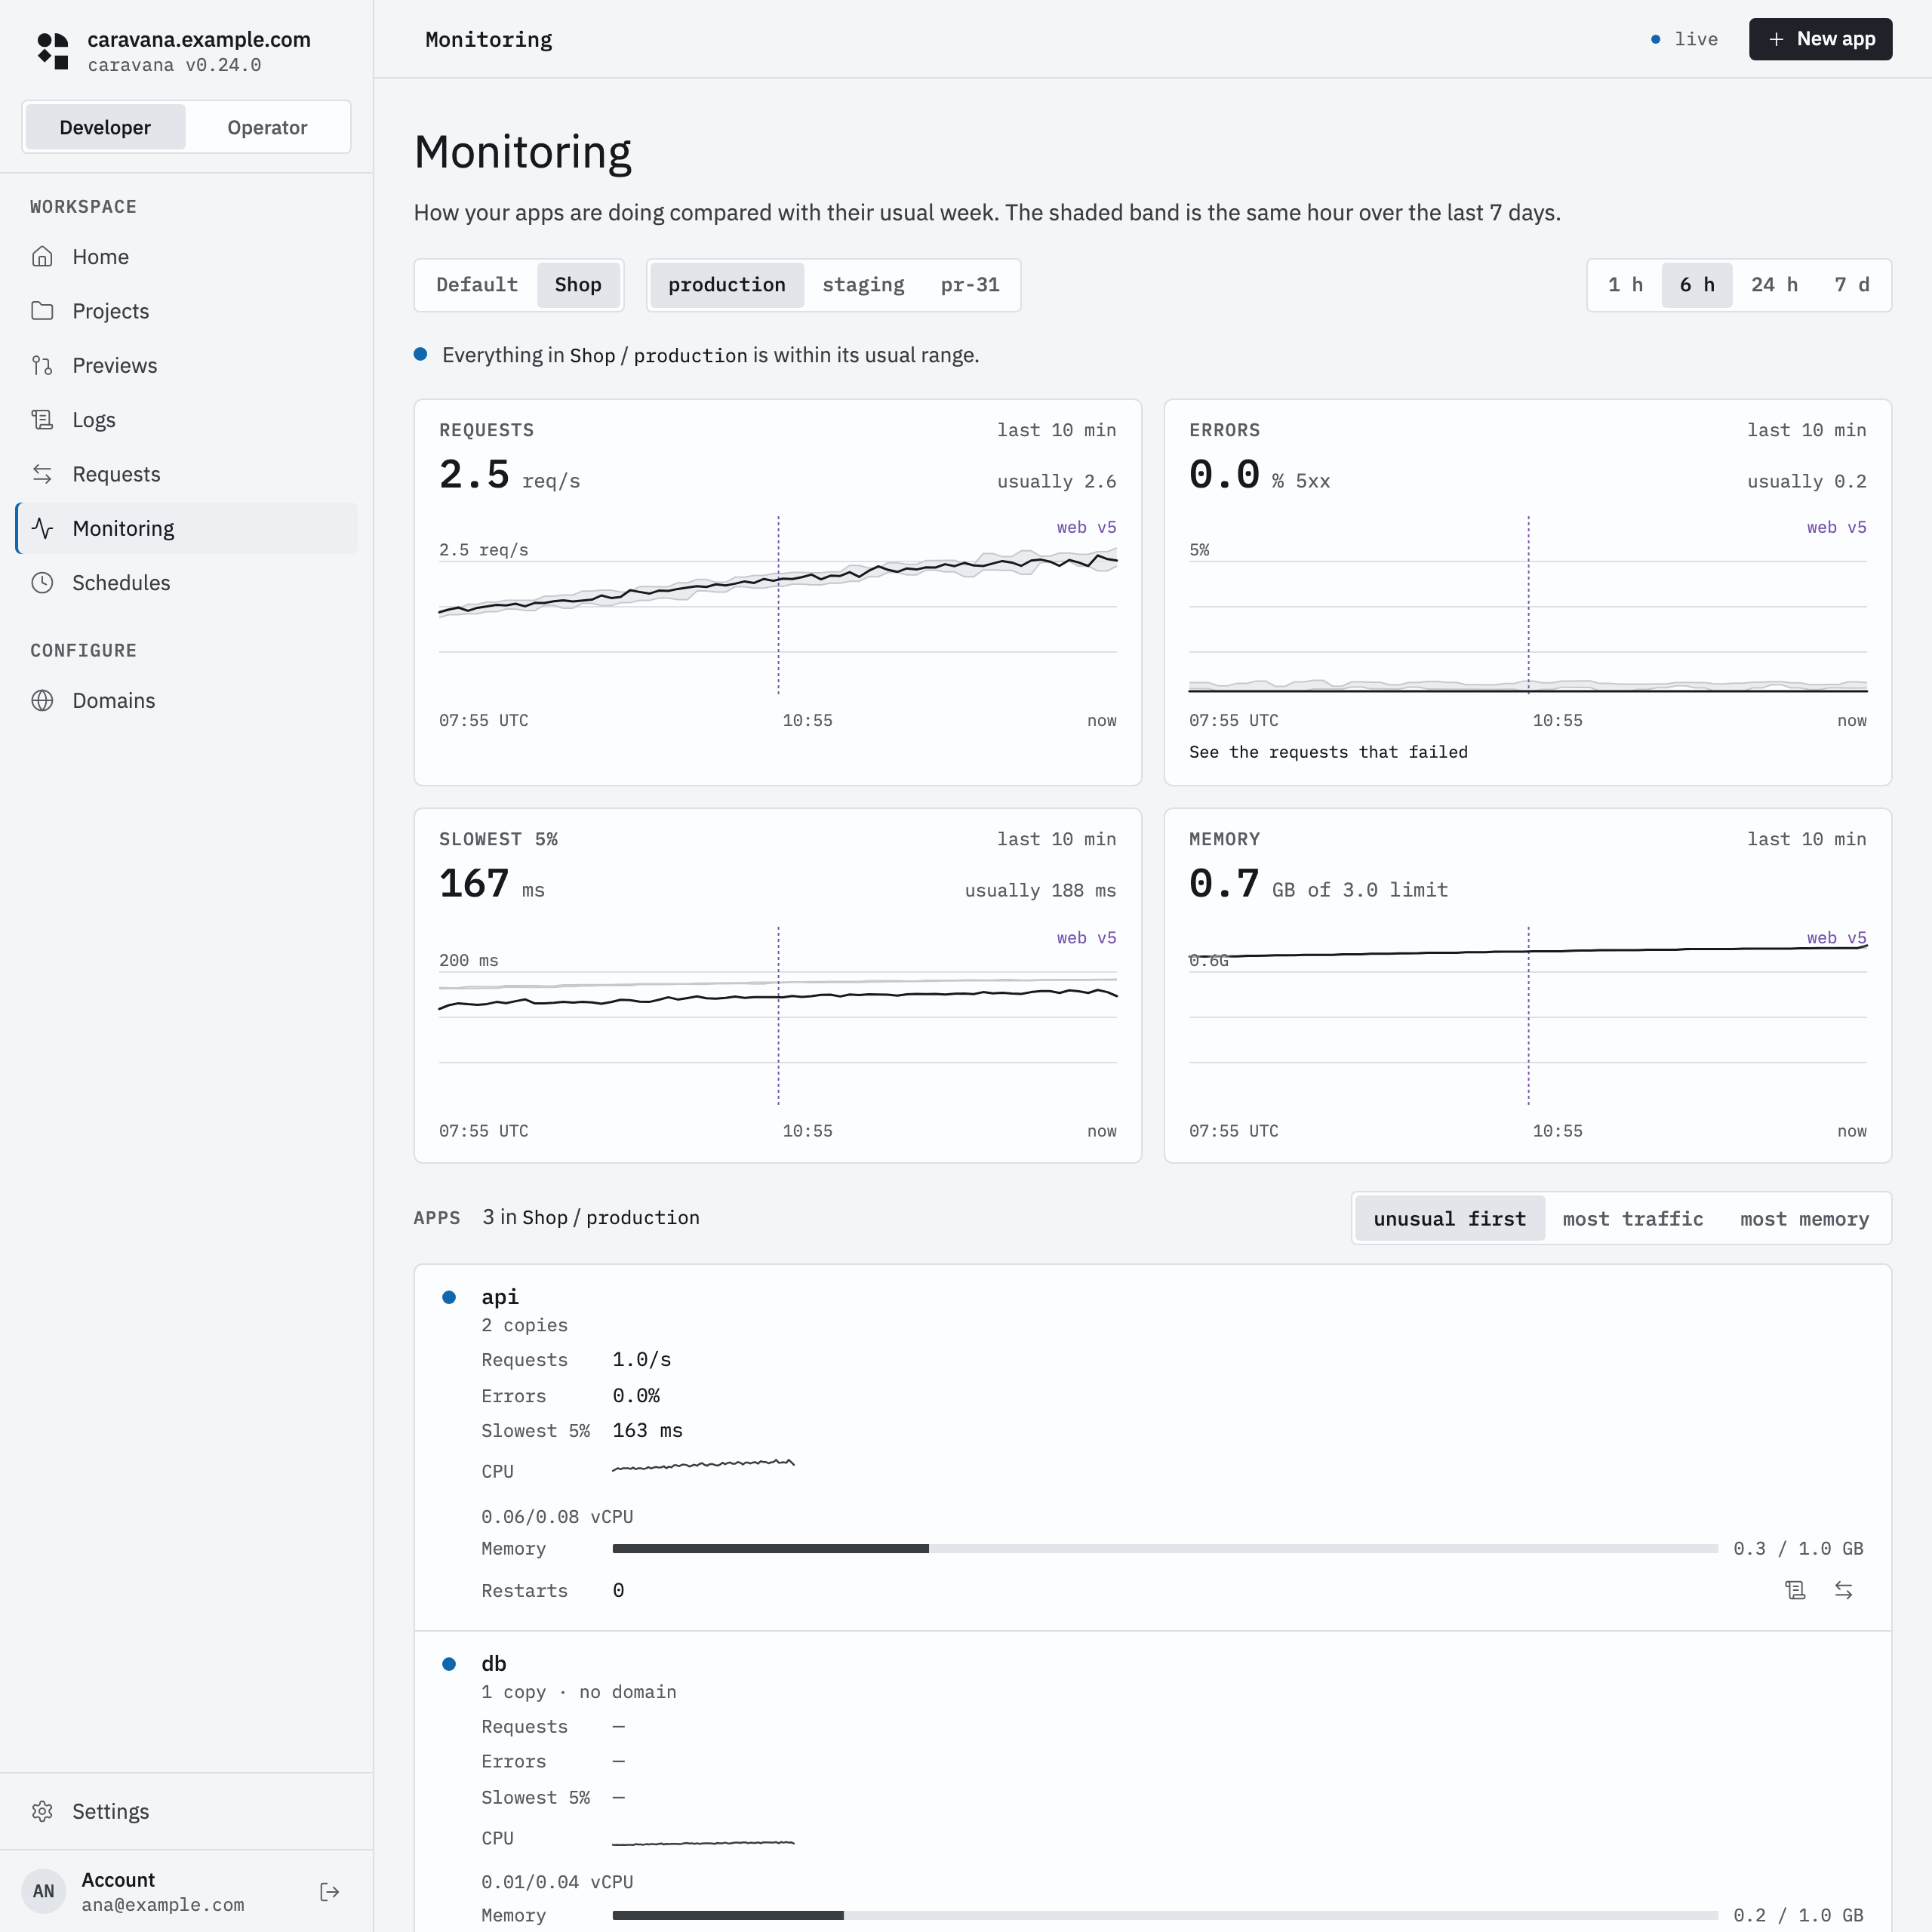 caravana.example.com
caravana v0.24.0
Developer
Operator
WORKSPACE
Home
Projects
Previews
Logs
Requests
Monitoring
Schedules
CONFIGURE
Domains
Settings
AN
Account
ana@example.com
Monitoring
live
+ New app
Monitoring
How your apps are doing compared with their usual week. The shaded band is the same hour over the last 7 days.
Default Shop
production staging pr-31
1 h 6 h 24 h 7 d
Everything in Shop / production is within its usual range.
REQUESTS last 10 min
2.5 req/s usually 2.6
web v5
2.5 req/s
07:55 UTC 10:55 now
ERRORS last 10 min
0.0 % 5xx usually 0.2
web v5
5%
07:55 UTC 10:55 now
See the requests that failed
SLOWEST 5% last 10 min
167 ms usually 188 ms
web v5
200 ms
07:55 UTC 10:55 now
MEMORY last 10 min
0.7 GB of 3.0 limit
web v5
0.6G
07:55 UTC 10:55 now
APPS 3 in Shop / production
unusual first most traffic most memory
api
2 copies
Requests 1.0/s
Errors 0.0%
Slowest 5% 163 ms
CPU
0.06/0.08 vCPU
Memory 0.3 / 1.0 GB
Restarts 0
db
1 copy · no domain
Requests —
Errors —
Slowest 5% —
CPU
0.01/0.04 vCPU
Memory 0.2 / 1.0 GB